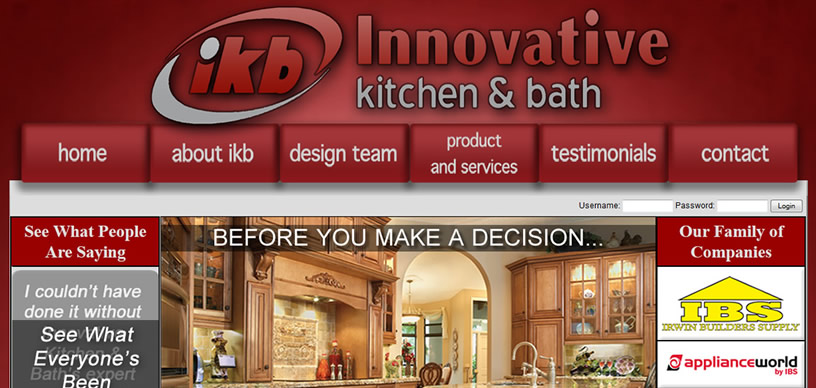 ikb
Innovative
kitchen & bath
home
about ikb
design team
product
and services
testimonials
contact
Username:
Password:
Login
See What People
Are Saying
I couldn't have
done it without
See What
Everyone's
Been
Kitchen &
Bath's expert
BEFORE YOU MAKE A DECISION...
Our Family of
Companies
IBS
IRWIN BUILDERS SUPPLY
applianceworld
by IBS